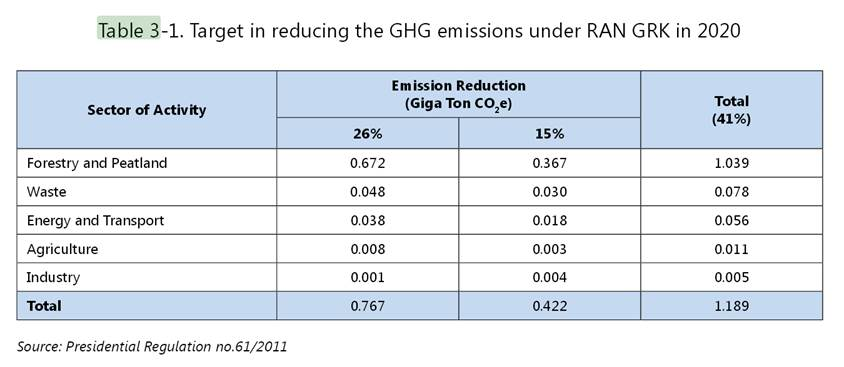 Table 3-1. Target in reducing the GHG emissions under RAN GRK in 2020
Sector of Activity
Emission Reduction
(Giga Ton CO₂e)
Total
(41%)
26% 15%
Forestry and Peatland 0.672 0.367 1.039
Waste 0.048 0.030 0.078
Energy and Transport 0.038 0.018 0.056
Agriculture 0.008 0.003 0.011
Industry 0.001 0.004 0.005
Total 0.767 0.422 1.189
Source: Presidential Regulation no.61/2011